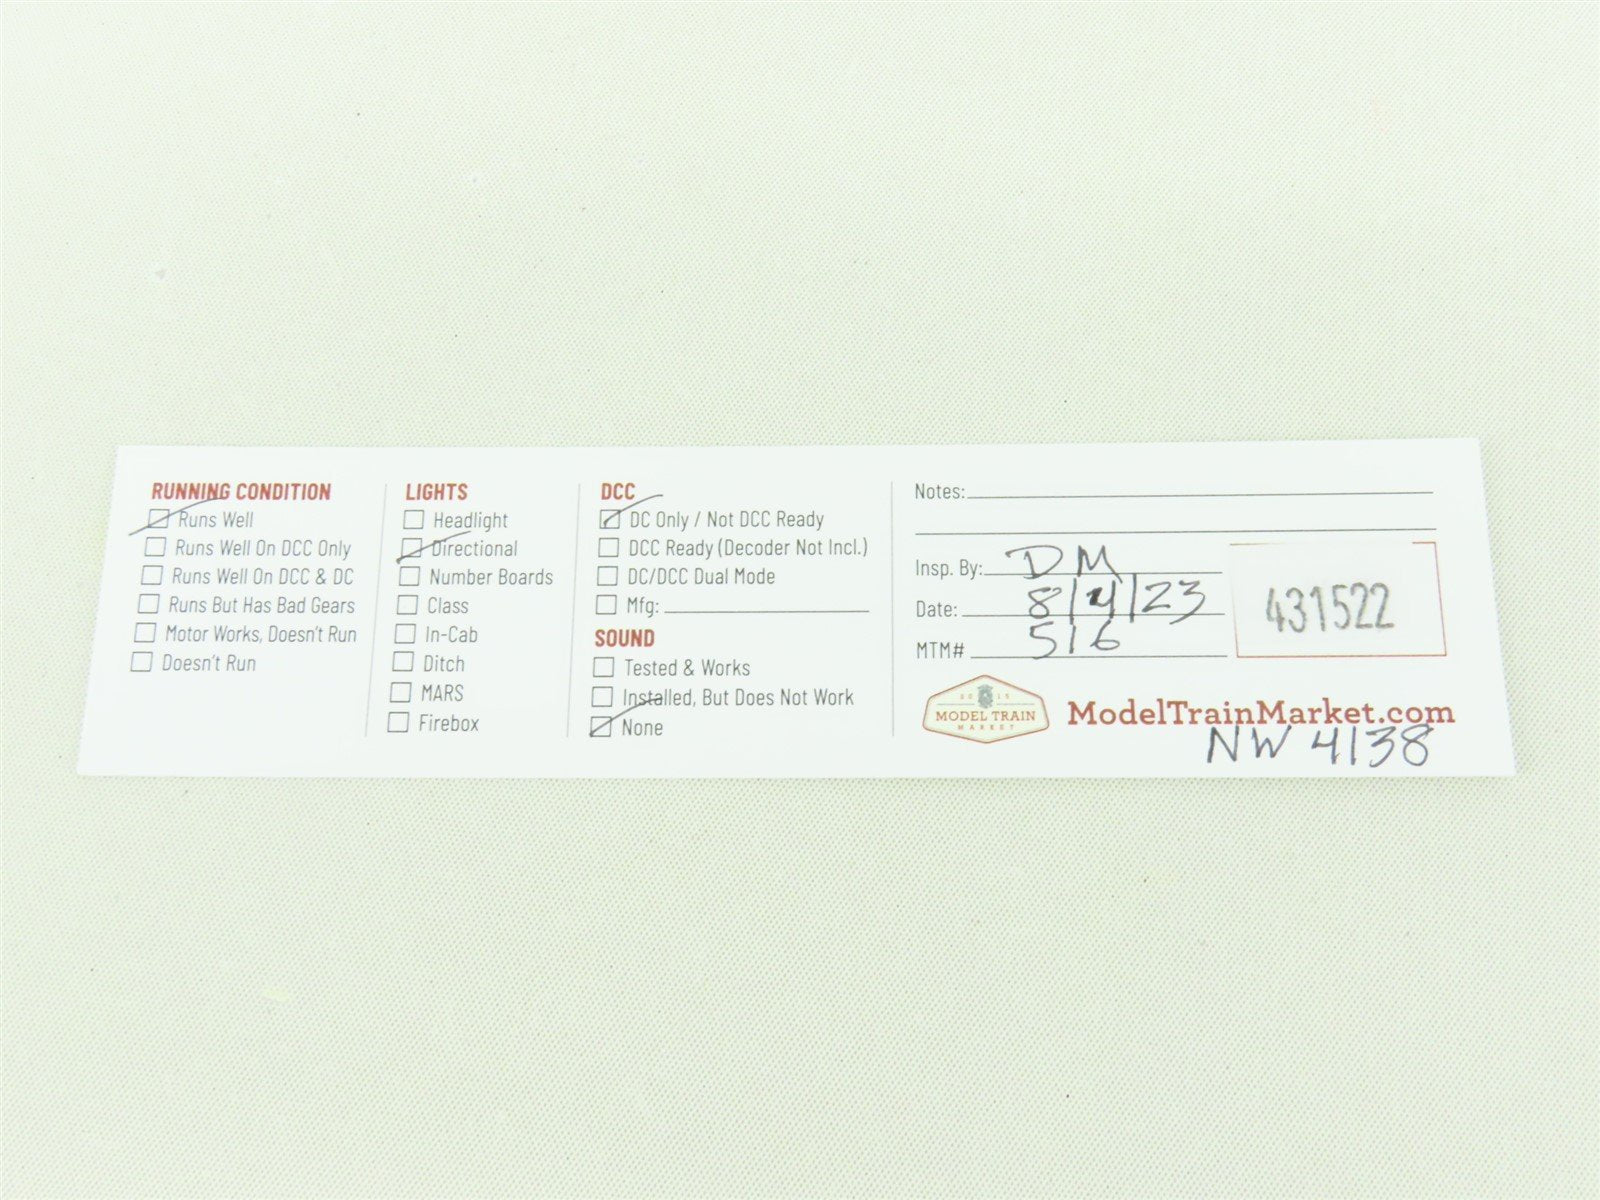 RUNNING CONDITION
Runs Well
Runs Well On DCC Only
Runs Well On DCC & DC
Runs But Has Bad Gears
Motor Works, Doesn't Run
Doesn't Run
LIGHTS
Headlight
Directional
Number Boards
Class
In-Cab
Ditch
MARS
Firebox
DCC
DC Only / Not DCC Ready
DCC Ready (Decoder Not Incl.)
DC/DCC Dual Mode
Mfg:
SOUND
Tested & Works
Installed, But Does Not Work
None
Notes:
Insp. By: DM
Date: 8/4/23
MTM# 516
431522
2015
MODEL TRAIN
MARKET
ModelTrainMarket.com
NW 4138